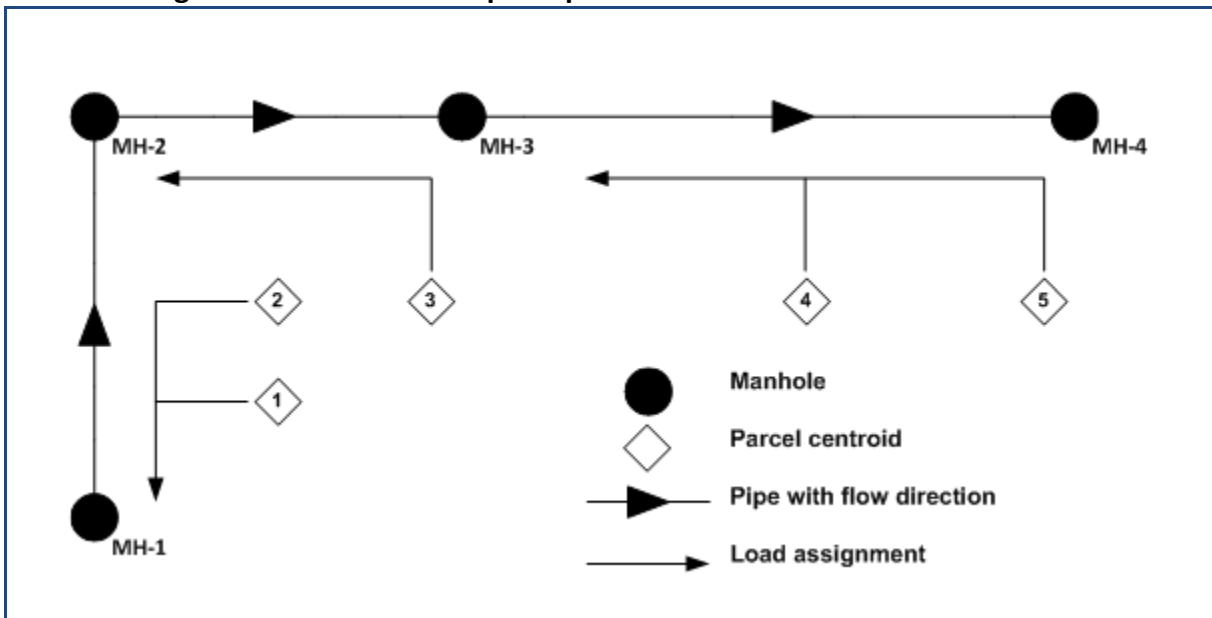 MH-2
MH-3
MH-4
2
3
4
5
1
MH-1
Manhole
Parcel centroid
Pipe with flow direction
Load assignment